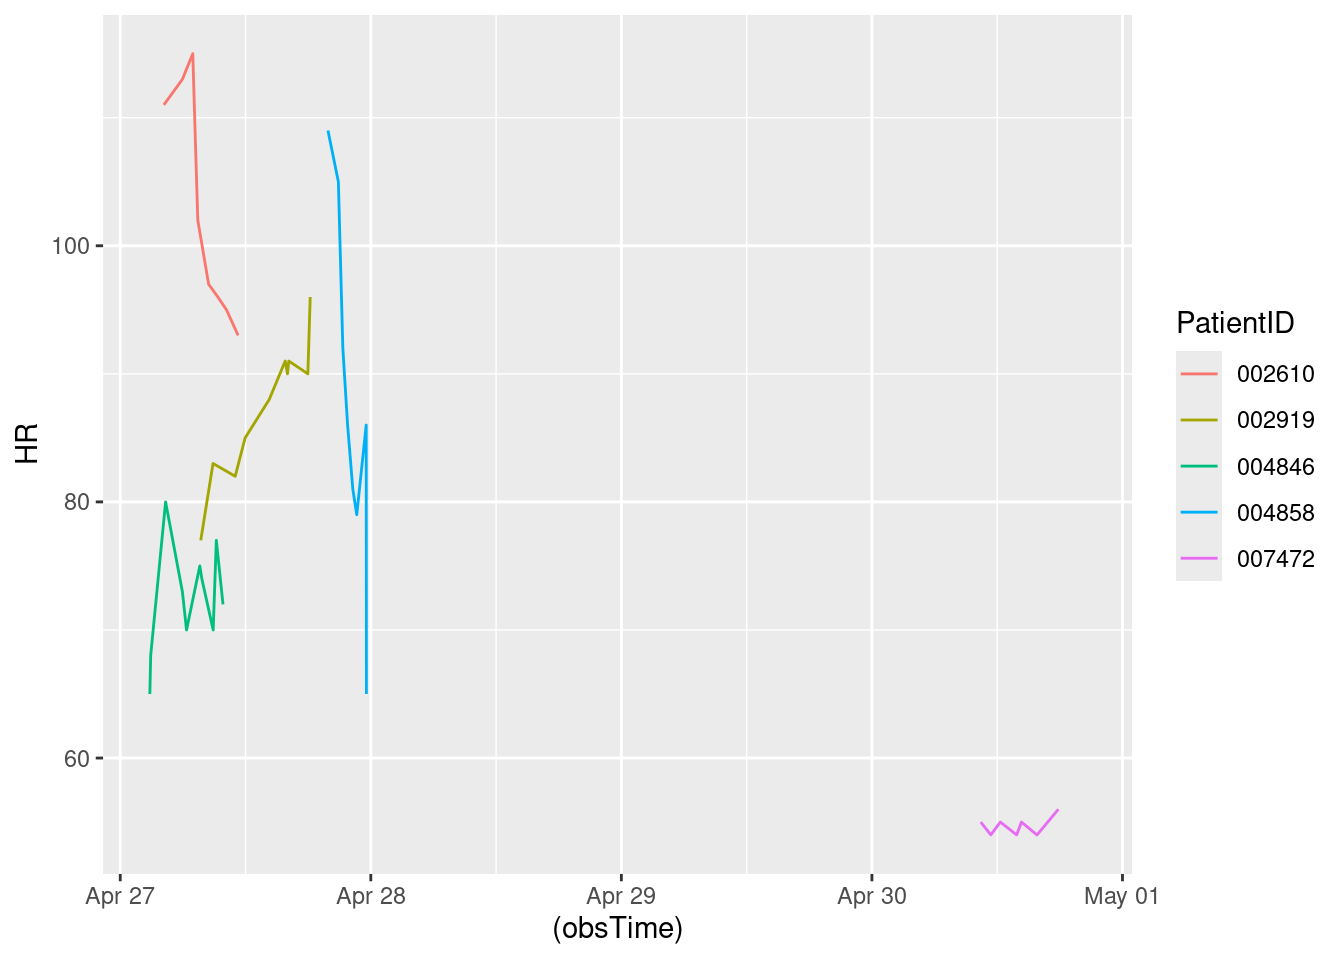 100
80
60
HR
Apr 27
Apr 28
Apr 29
Apr 30
May 01
(obsTime)
PatientID
002610
002919
004846
004858
007472